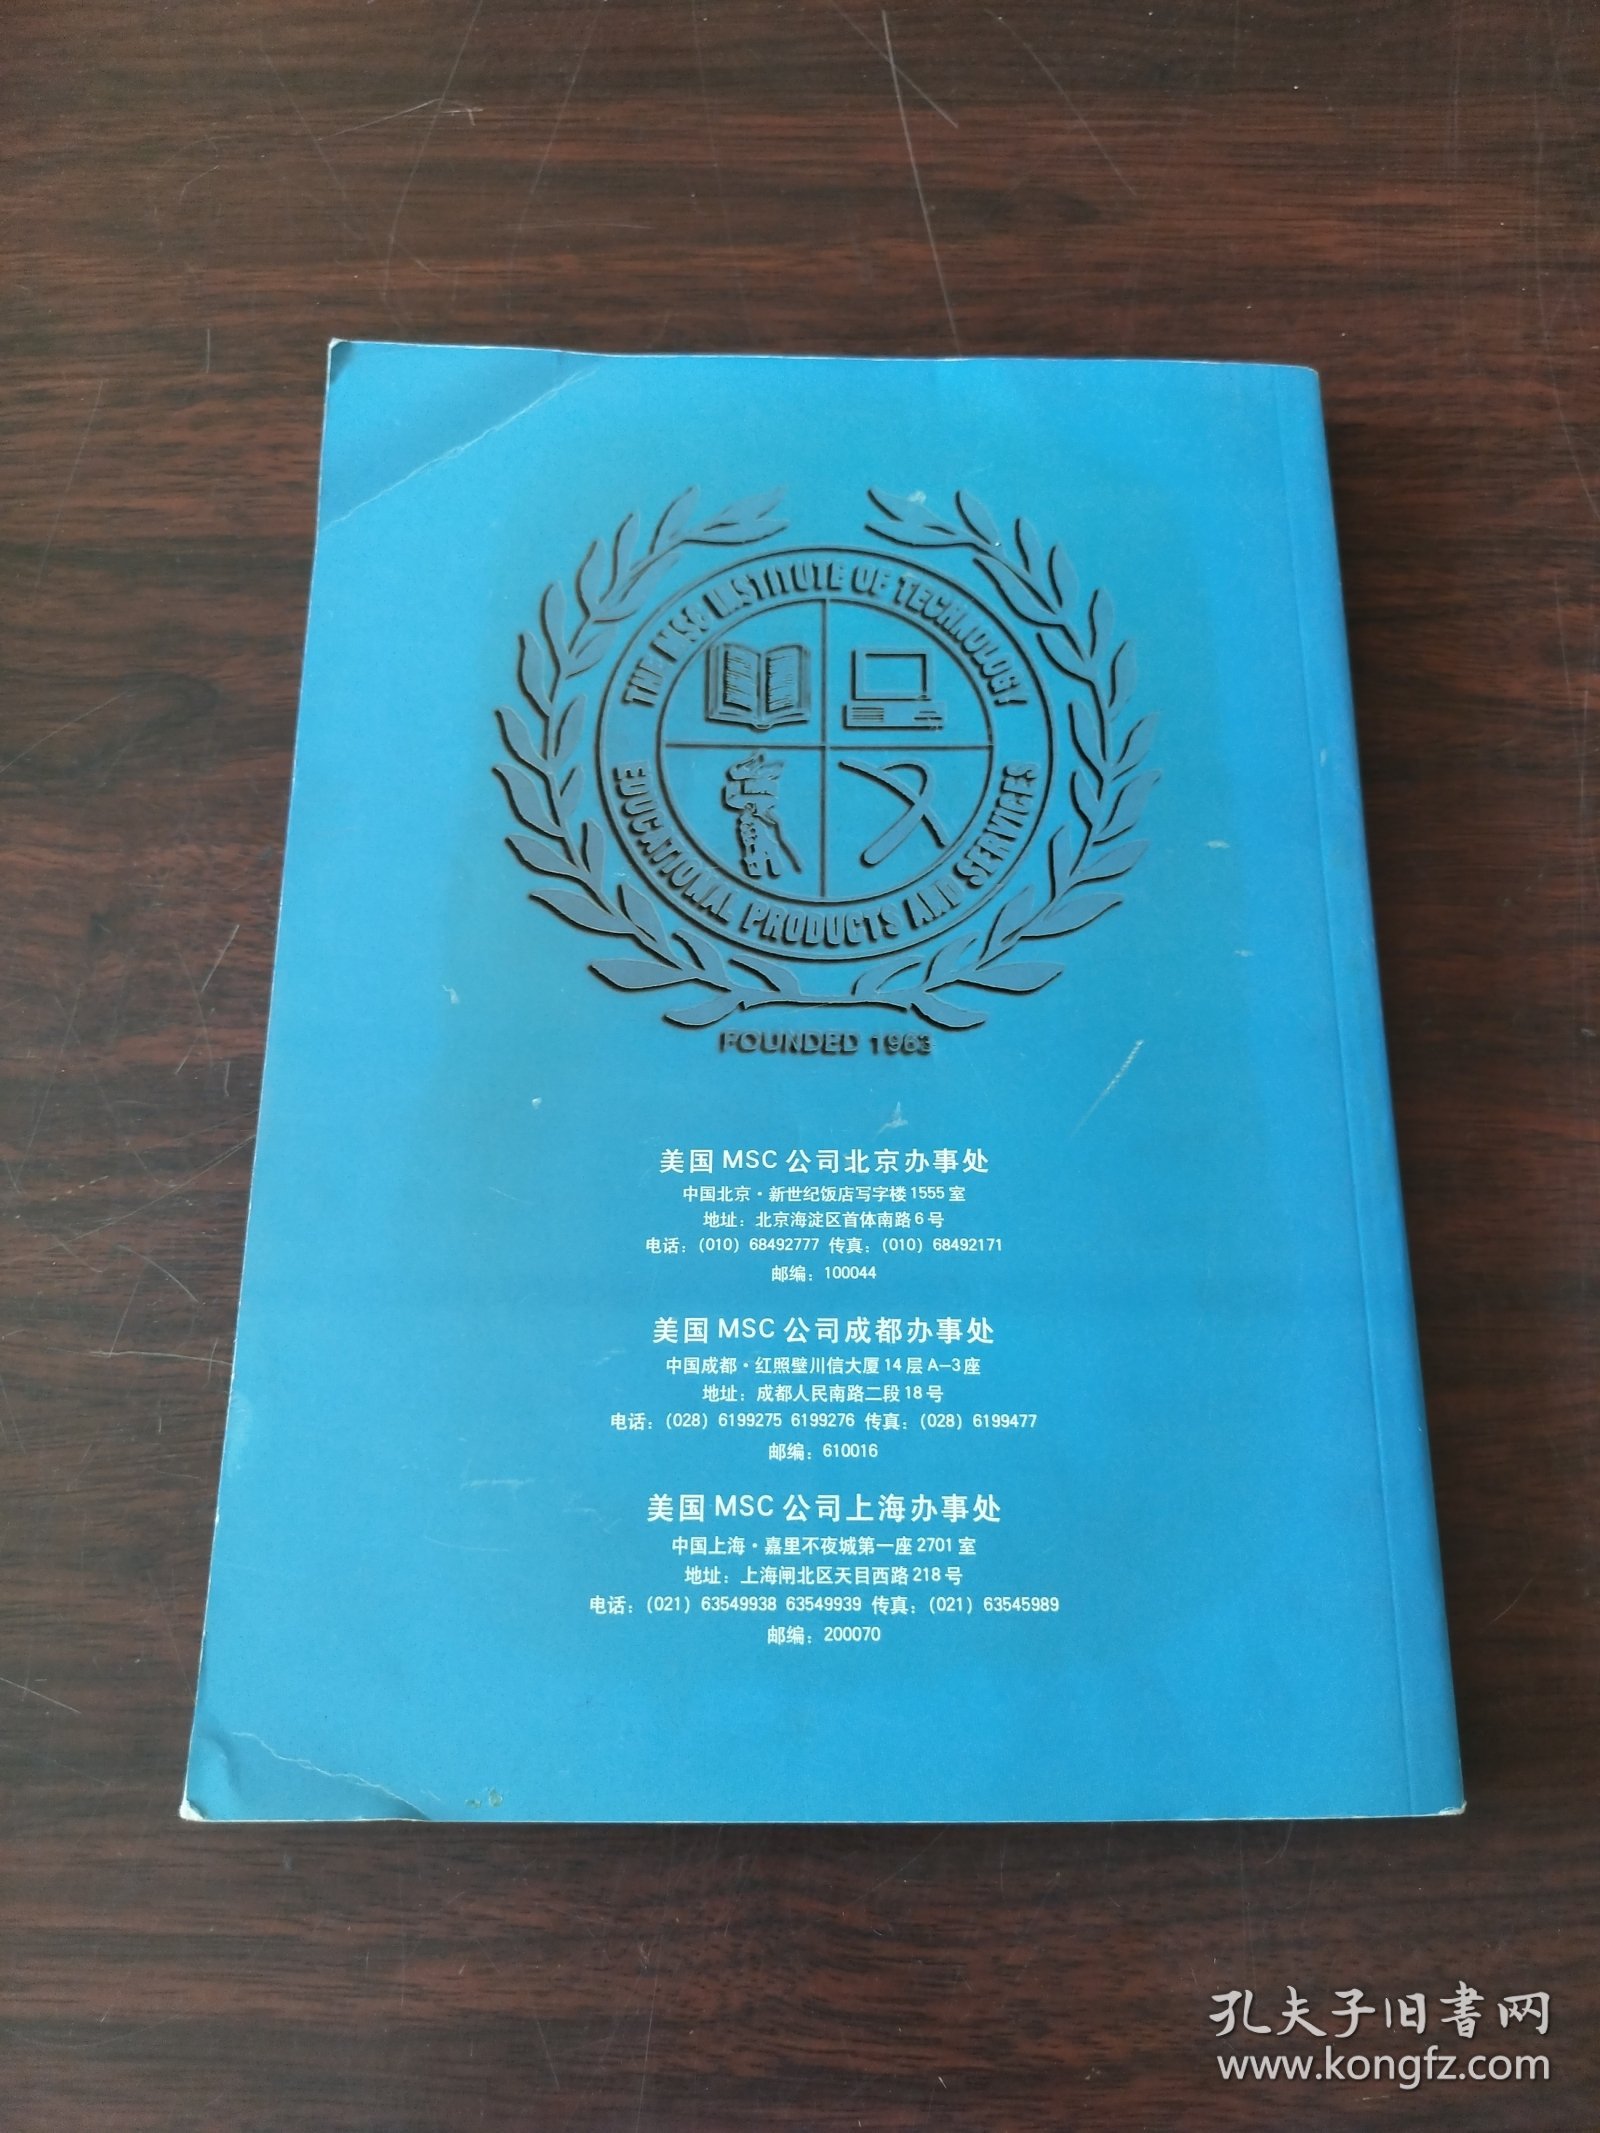 THE MSC INSTITUTE OF TECHNOLOGY
EDUCATIONAL PRODUCTS AND SERVICES
FOUNDED 1963
美国 MSC 公司北京办事处
中国北京·新世纪饭店写字楼 1555 室
地址：北京海淀区首体南路 6 号
电话：(010) 68492777 传真：(010) 68492171
邮编：100044
美国 MSC 公司成都办事处
中国成都·红照壁川信大厦 14 层 A-3 座
地址：成都人民南路二段 18 号
电话：(028) 6199275 6199276 传真：(028) 6199477
邮编：610016
美国 MSC 公司上海办事处
中国上海·嘉里不夜城第一座 2701 室
地址：上海闸北区天目西路 218 号
电话：(021) 63549938 63549939 传真：(021) 63545989
邮编：200070
孔夫子旧书网
www.kongfz.com